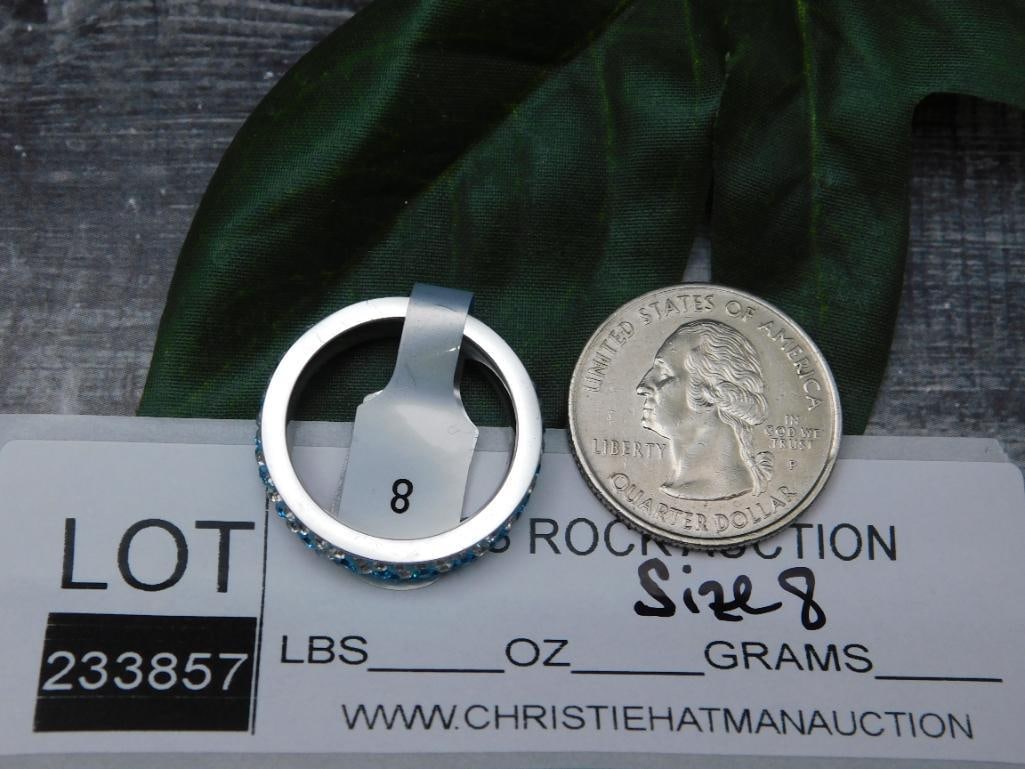 8
UNITED STATES OF AMERICA
LIBERTY
IN
GOD WE
TRUST
P
QUARTER DOLLAR
LOT
233857
ROCK AUCTION
Size 8
LBS______OZ______GRAMS______
WWW.CHRISTIEHATMANAUCTION